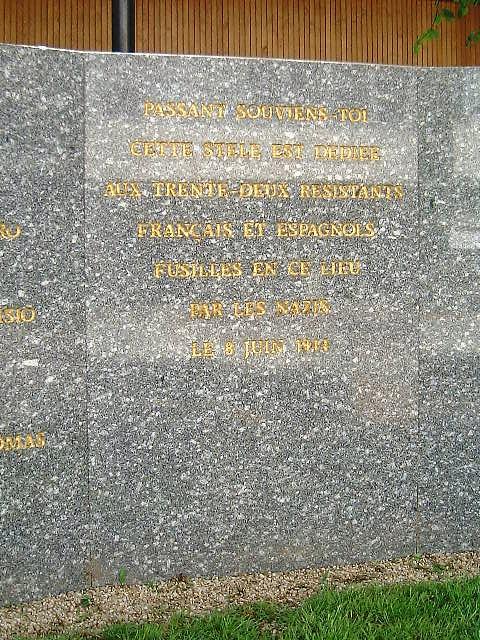 PASSANT SOUVIENS-TOI
CETTE STELE EST DEDIEE
AUX TRENTE-DEUX RESISTANTS
FRANÇAIS ET ESPAGNOLS
FUSILLES EN CE LIEU
PAR LES NAZIS
LE 8 JUIN 1944